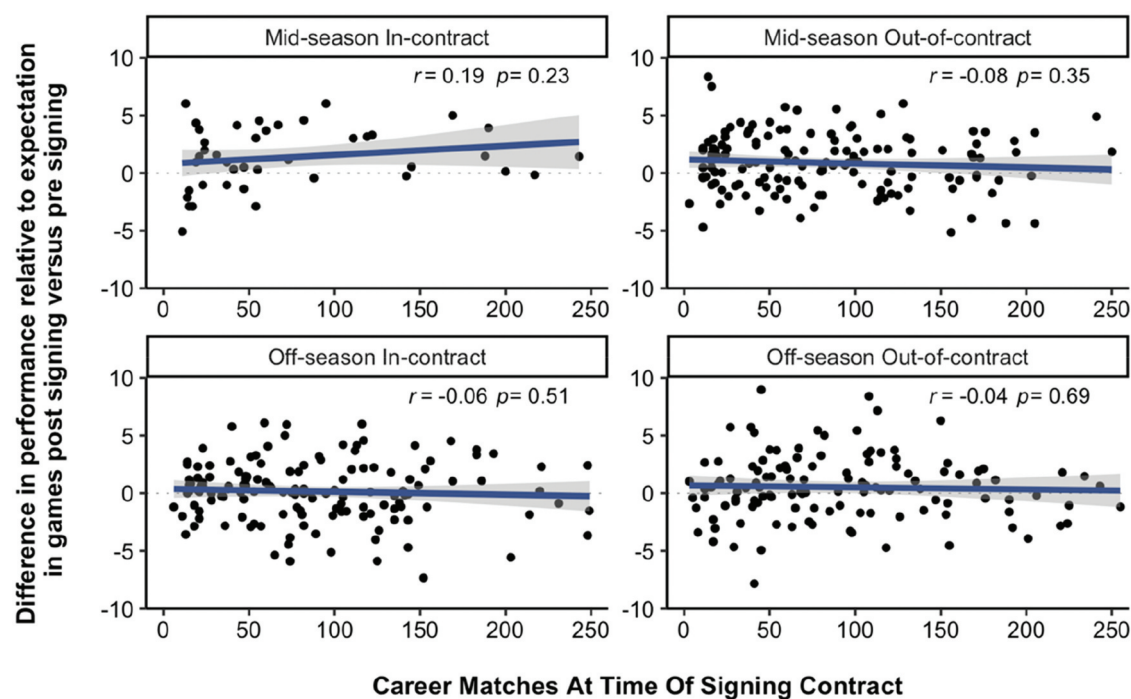 Difference in performance relative to expectation
in games post signing versus pre signing
Mid-season In-contract
r = 0.19 p= 0.23
10
5
0
-5
-10
0 50 100 150 200 250
Mid-season Out-of-contract
r = -0.08 p= 0.35
10
5
0
-5
-10
0 50 100 150 200 250
Off-season In-contract
r = -0.06 p= 0.51
10
5
0
-5
-10
0 50 100 150 200 250
Off-season Out-of-contract
r = -0.04 p= 0.69
10
5
0
-5
-10
0 50 100 150 200 250
Career Matches At Time Of Signing Contract